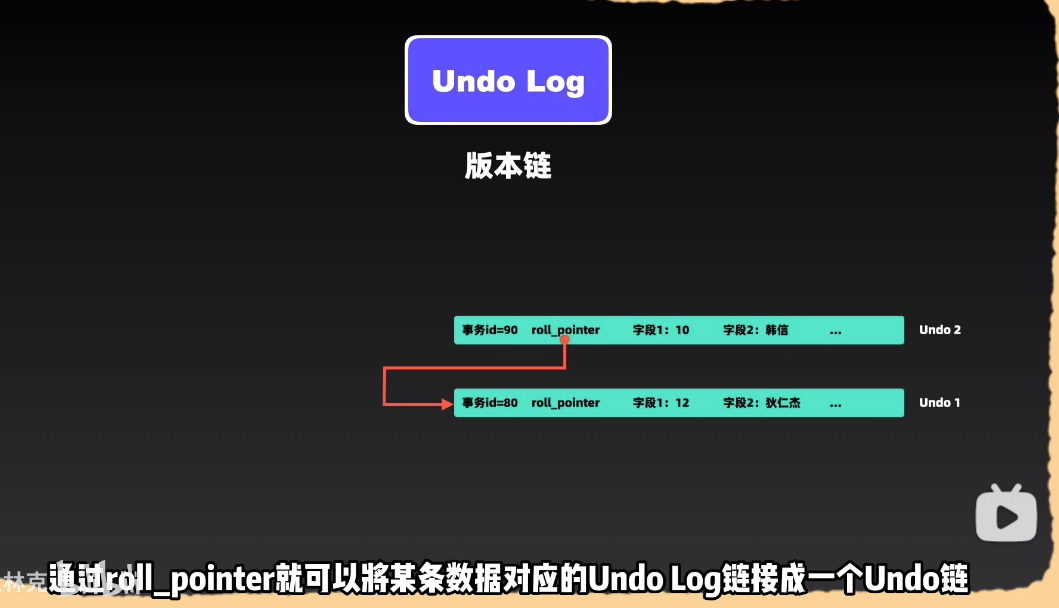 Undo Log
版本链
事务id=90 roll_pointer 字段1：10 字段2：韩信 ... Undo 2
事务id=80 roll_pointer 字段1：12 字段2：狄仁杰 ... Undo 1
林克
通过roll_pointer就可以將某条数据对应的Undo Log链接成一个Undo链